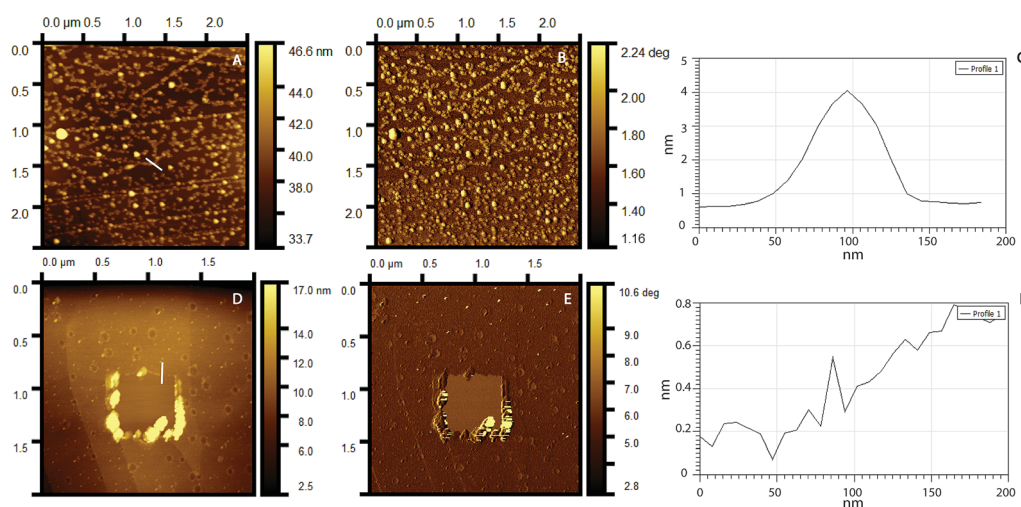 0.0 µm 0.5 1.0 1.5 2.0
0.0
0.5
1.0
1.5
2.0
A
46.6 nm
44.0
42.0
40.0
38.0
33.7
0.0 µm 0.5 1.0 1.5 2.0
0.0
0.5
1.0
1.5
2.0
B
2.24 deg
2.00
1.80
1.60
1.40
1.16
5
4
3
2
1
0
nm
Profile 1
0 50 100 150 200
nm
0.0 µm 0.5 1.0 1.5
0.0
0.5
1.0
1.5
D
17.0 nm
14.0
12.0
10.0
8.0
6.0
2.5
0.0 µm 0.5 1.0 1.5
0.0
0.5
1.0
1.5
E
10.6 deg
9.0
8.0
7.0
6.0
5.0
2.8
0.8
0.6
0.4
0.2
0
nm
Profile 1
0 50 100 150 200
nm